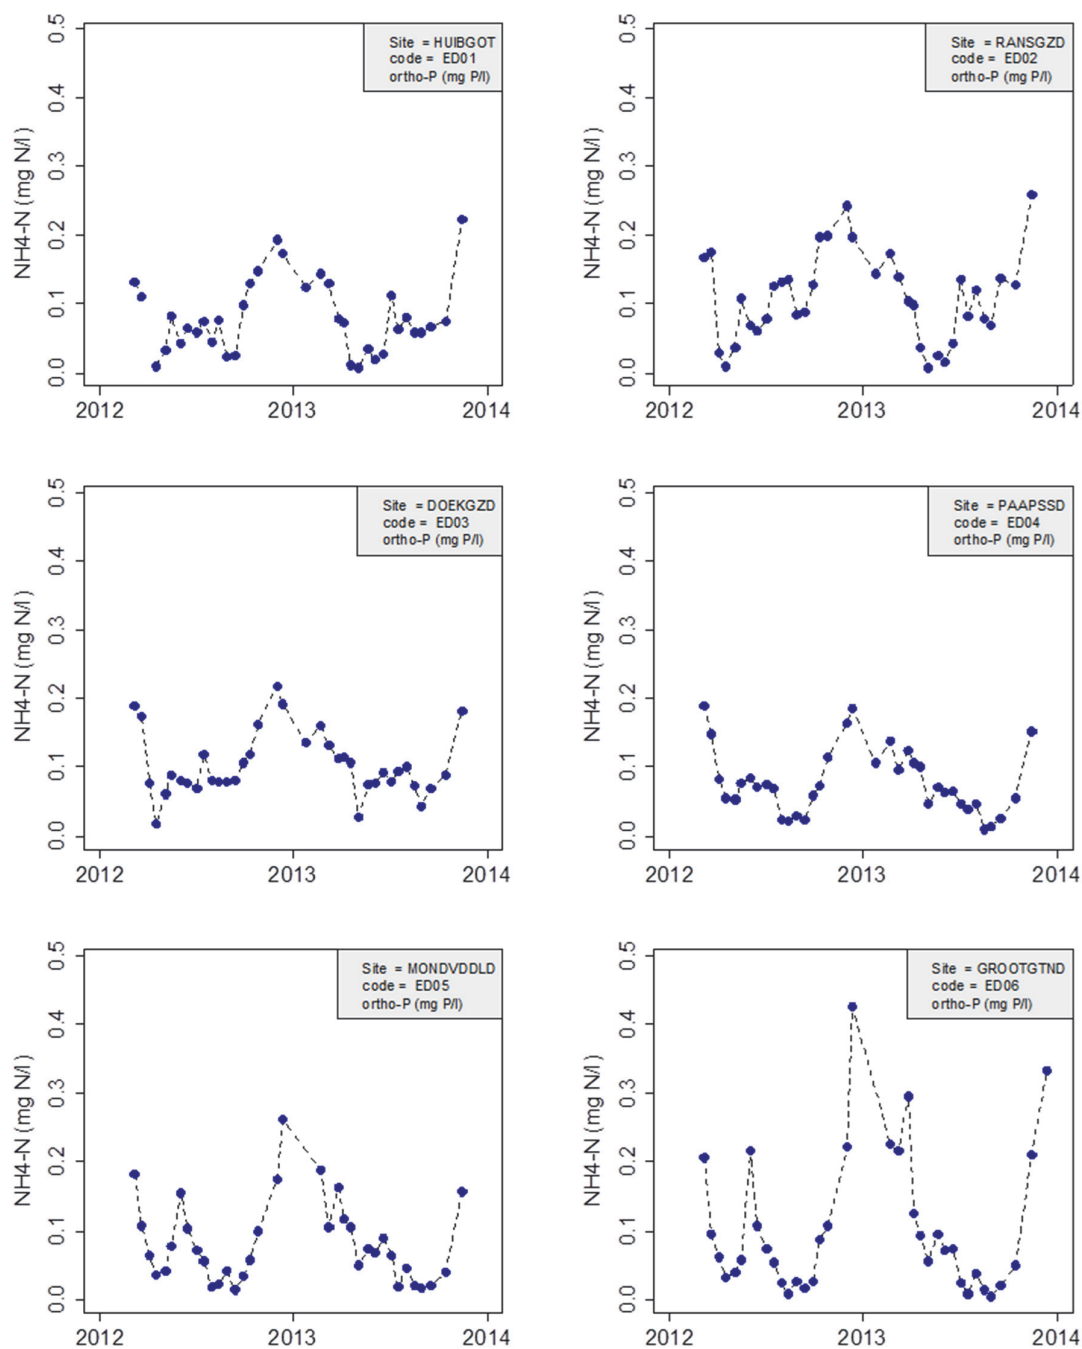 Site = HUIBGOT
code = ED01
ortho-P (mg P/l)
NH4-N (mg N/l)
0.0 0.1 0.2 0.3 0.4 0.5
2012 2013 2014
Site = RANSGZD
code = ED02
ortho-P (mg P/l)
NH4-N (mg N/l)
0.0 0.1 0.2 0.3 0.4 0.5
2012 2013 2014
Site = DOEKGZD
code = ED03
ortho-P (mg P/l)
NH4-N (mg N/l)
0.0 0.1 0.2 0.3 0.4 0.5
2012 2013 2014
Site = PAAPSSD
code = ED04
ortho-P (mg P/l)
NH4-N (mg N/l)
0.0 0.1 0.2 0.3 0.4 0.5
2012 2013 2014
Site = MONDVDDLD
code = ED05
ortho-P (mg P/l)
NH4-N (mg N/l)
0.0 0.1 0.2 0.3 0.4 0.5
2012 2013 2014
Site = GROOTGTND
code = ED06
ortho-P (mg P/l)
NH4-N (mg N/l)
0.0 0.1 0.2 0.3 0.4 0.5
2012 2013 2014